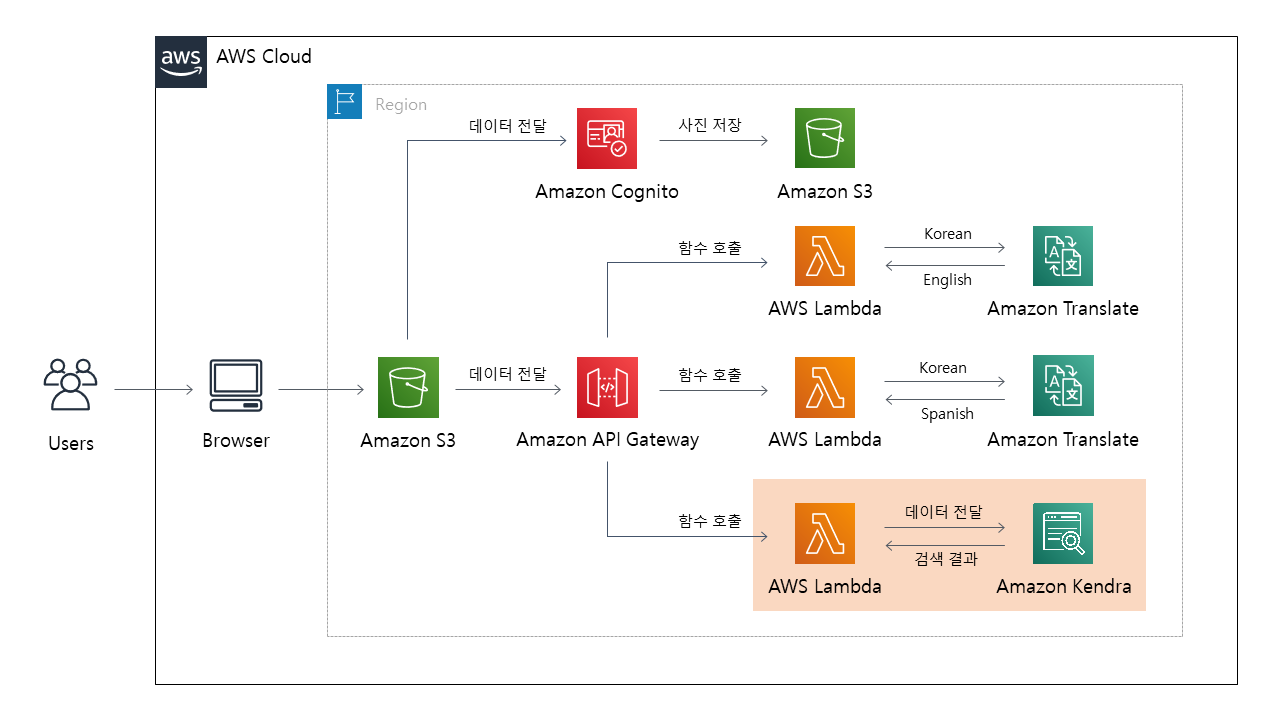 aws
AWS Cloud
Region
데이터 전달
Amazon Cognito
사진 저장
Amazon S3
함수 호출
AWS Lambda
Korean
English
Amazon Translate
Users
Browser
Amazon S3
데이터 전달
Amazon API Gateway
함수 호출
AWS Lambda
Korean
Spanish
Amazon Translate
함수 호출
AWS Lambda
데이터 전달
검색 결과
Amazon Kendra